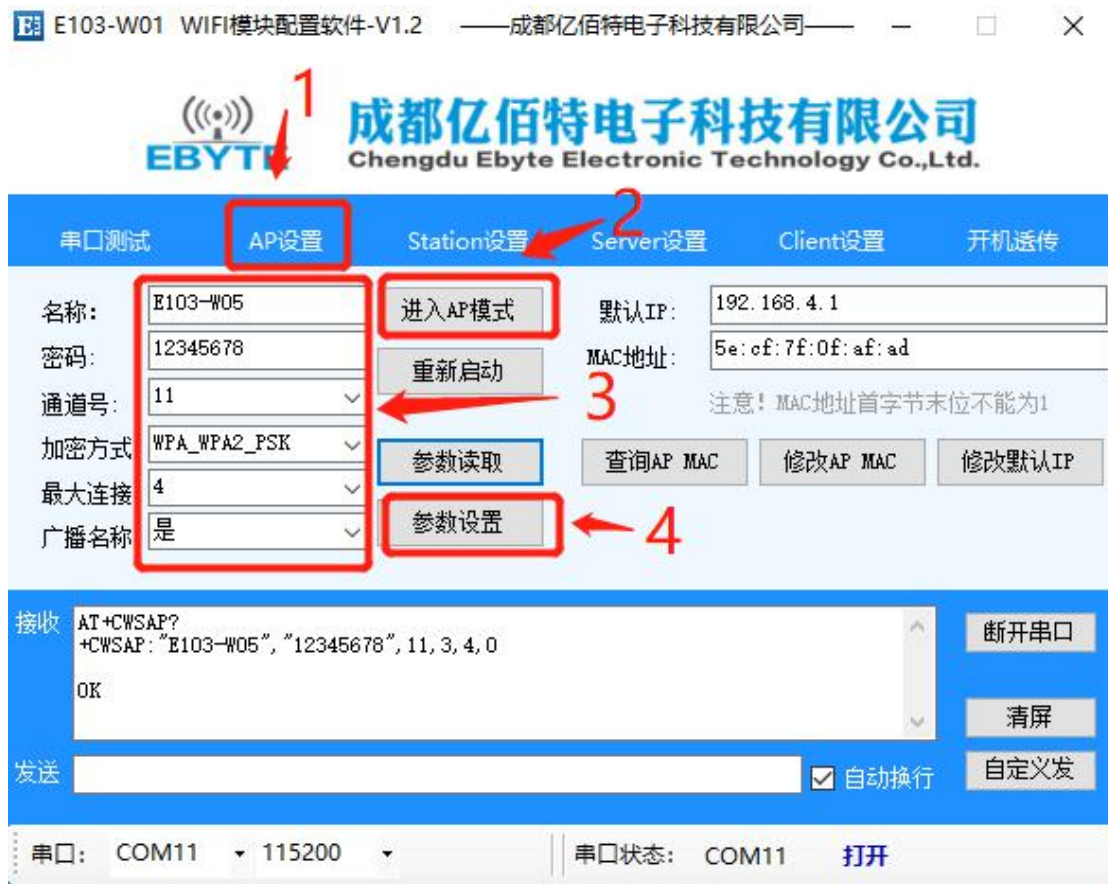 E103-W01 WIFI模块配置软件-V1.2 ——成都亿佰特电子科技有限公司——
1
EBYTE 成都亿佰特电子科技有限公司
Chengdu Ebyte Electronic Technology Co.,Ltd.
2
串口测试 AP设置 Station设置 Server设置 Client设置 开机透传
名称: E103-W05 进入AP模式 默认IP: 192.168.4.1
密码: 12345678 重新启动 MAC地址: 5e:cf:7f:0f:af:ad
通道号: 11 3 注意! MAC地址首字节末位不能为1
加密方式 WPA_WPA2_PSK 参数读取 查询AP MAC 修改AP MAC 修改默认IP
最大连接 4
广播名称 是 参数设置 4
接收 AT+CWSAP?
+CWSAP:"E103-W05","12345678",11,3,4,0
断开串口
OK
清屏
发送 自动换行 自定义发
串口: COM11 115200 串口状态: COM11 打开